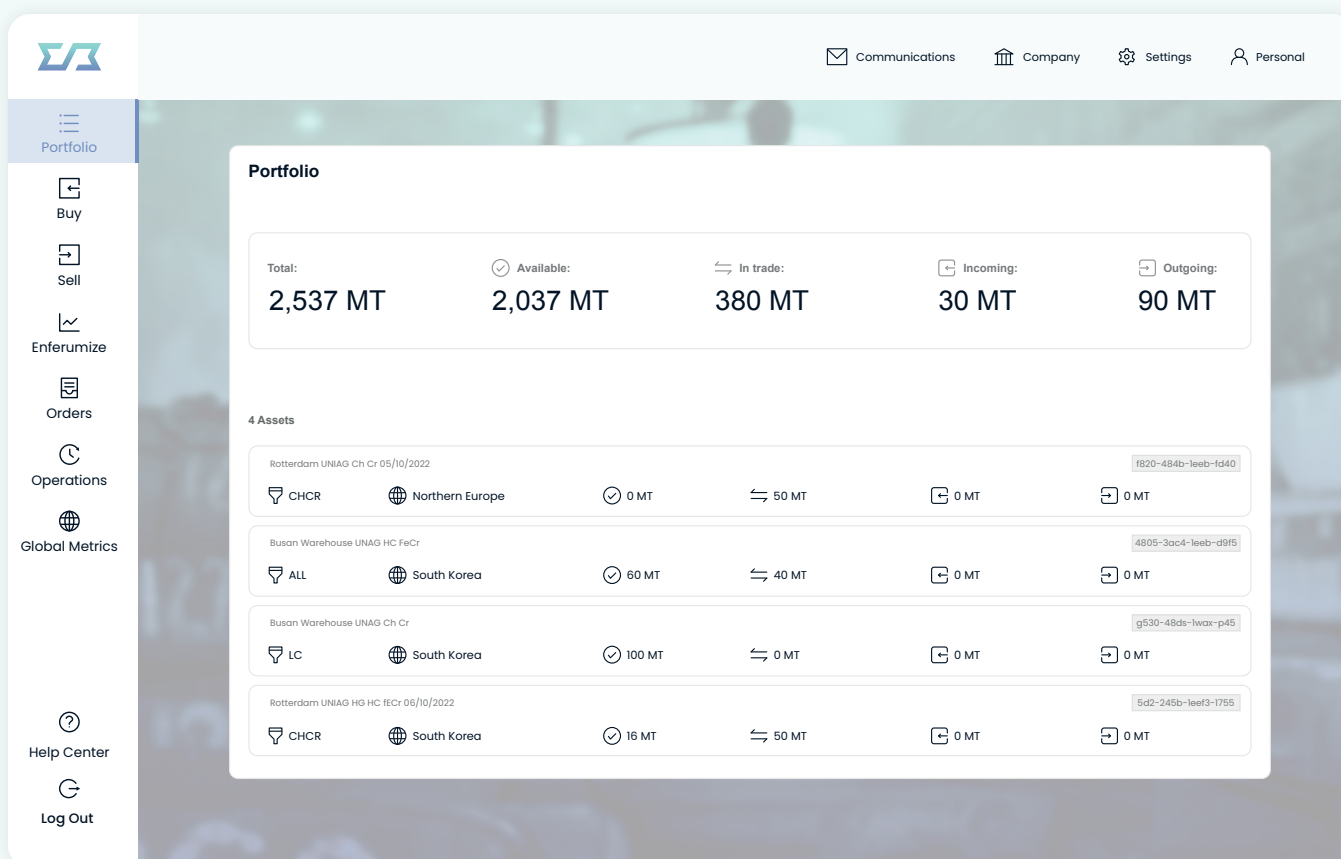 Communications
Company
Settings
Personal
Portfolio
Buy
Sell
Enferumize
Orders
Operations
Global Metrics
Help Center
Log Out
Portfolio
Total:
2,537 MT
Available:
2,037 MT
In trade:
380 MT
Incoming:
30 MT
Outgoing:
90 MT
4 Assets
Rotterdam UNIAG Ch Cr 05/10/2022
f820-484b-1eeb-fd40
CHCR Northern Europe 0 MT 50 MT 0 MT 0 MT
Busan Warehouse UNAG HC FeCr
4805-3ac4-1eeb-d9f5
ALL South Korea 60 MT 40 MT 0 MT 0 MT
Busan Warehouse UNAG Ch Cr
g530-48ds-1wax-p45
LC South Korea 100 MT 0 MT 0 MT 0 MT
Rotterdam UNIAG HG HC fECr 06/10/2022
5d2-245b-1eef3-1755
CHCR South Korea 16 MT 50 MT 0 MT 0 MT